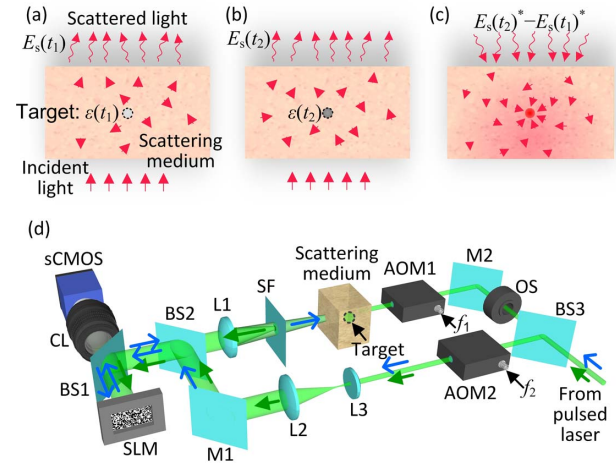 (a) Scattered light
Eₛ(t₁)
Target: ε(t₁)
Scattering
medium
Incident
light
(b)
Eₛ(t₂)
ε(t₂)
(c) Eₛ(t₂)*−Eₛ(t₁)*
(d)
sCMOS
CL
BS1
SLM
BS2
M1
L1
SF
L2
L3
Scattering
medium
Target
AOM1
f₁
M2
OS
BS3
AOM2
f₂
From
pulsed
laser